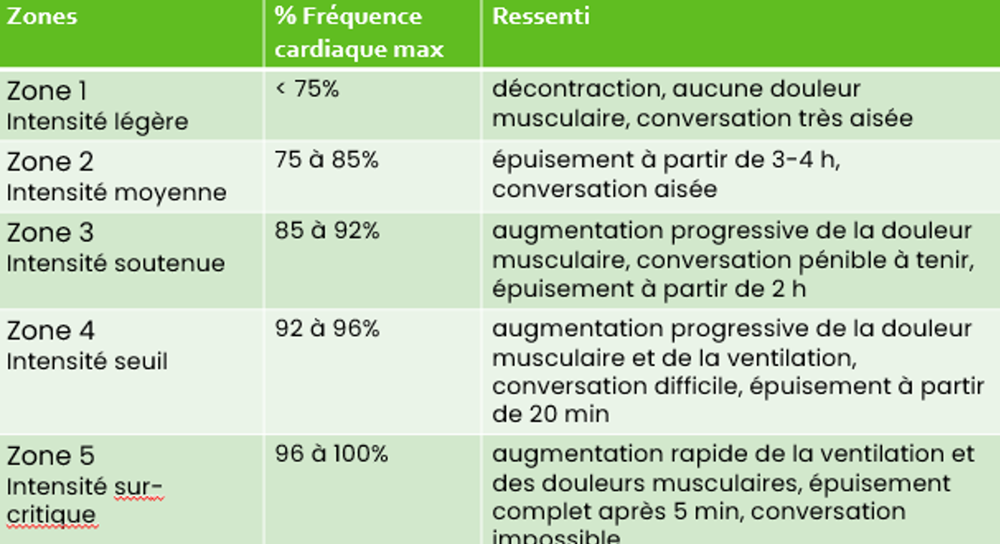 Zones
% Fréquence
cardiaque max
Ressenti
Zone 1
Intensité légère
< 75%
décontraction, aucune douleur
musculaire, conversation très aisée
Zone 2
Intensité moyenne
75 à 85%
épuisement à partir de 3-4 h,
conversation aisée
Zone 3
Intensité soutenue
85 à 92%
augmentation progressive de la douleur
musculaire, conversation pénible à tenir,
épuisement à partir de 2 h
Zone 4
Intensité seuil
92 à 96%
augmentation progressive de la douleur
musculaire et de la ventilation,
conversation difficile, épuisement à partir
de 20 min
Zone 5
Intensité sur-
critique
96 à 100%
augmentation rapide de la ventilation et
des douleurs musculaires, épuisement
complet après 5 min, conversation
impossible